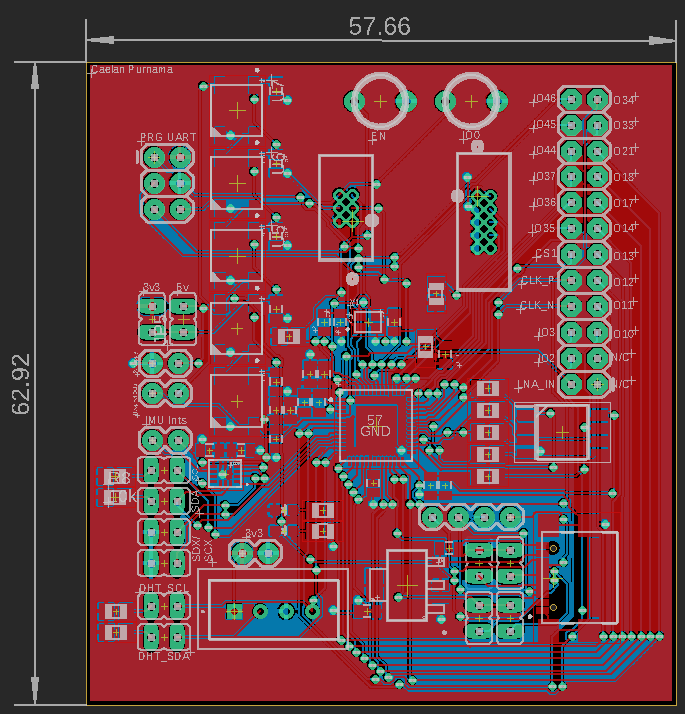 57.66
62.92
Caelan Purnama
PRG UART
EN
IO0
IO46
IO34
IO45
IO33
IO44
IO21
IO37
IO18
IO36
IO17
IO35
IO14
CS1
IO13
CLK_P
IO12
CLK_N
IO11
IO3
IO10
IO2
N/C
NA_IN
N/C
3v3
5v
57
GND
IMU Ints
SDA
SDX/
SCX
3v3
DHT_SCL
DHT_SDA